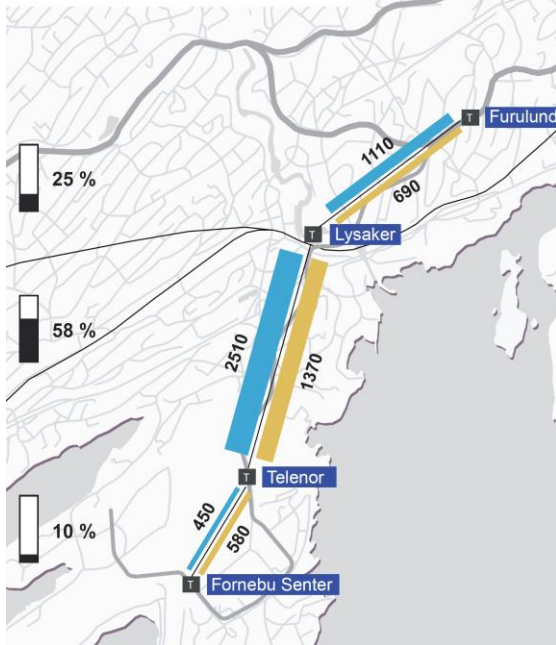 T Furulund
1110
690
25 %
T Lysaker
2510
1370
58 %
T Telenor
450
580
10 %
T Fornebu Senter